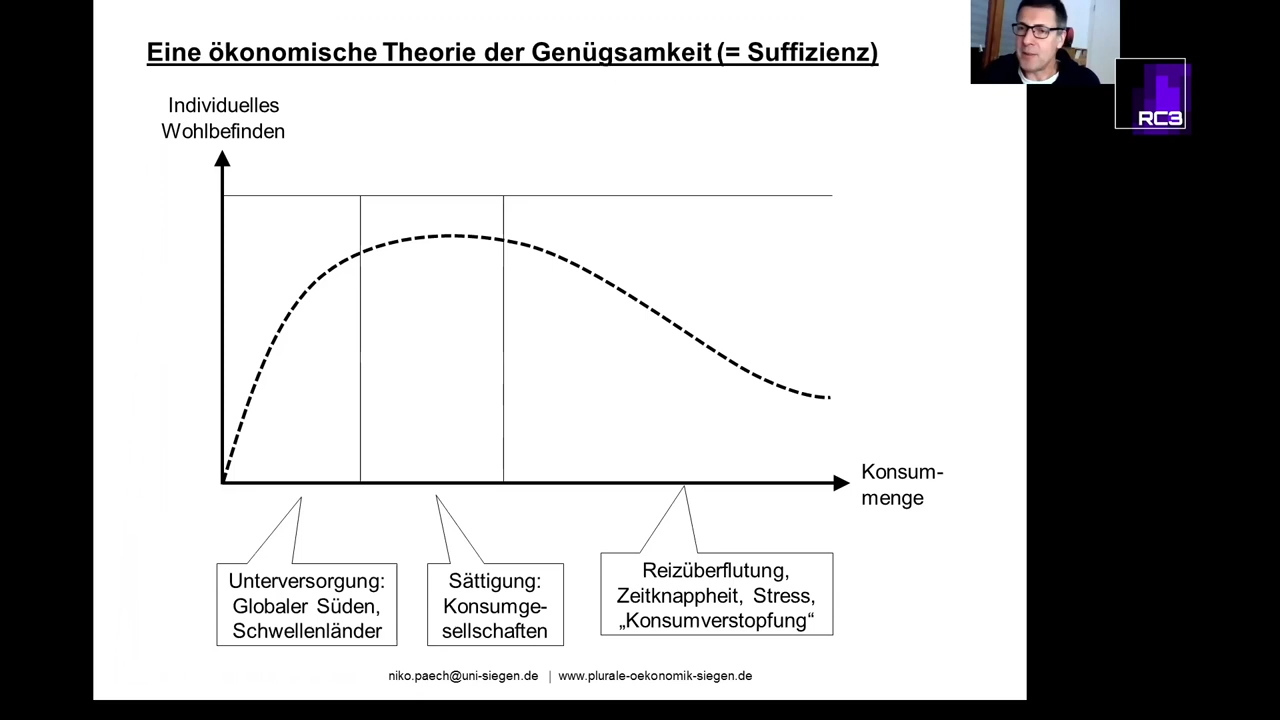 Eine ökonomische Theorie der Genügsamkeit (= Suffizienz)
RC3
Individuelles
Wohlbefinden
Konsum-
menge
Unterversorgung:
Globaler Süden,
Schwellenländer
Sättigung:
Konsumge-
sellschaften
Reizüberflutung,
Zeitknappheit, Stress,
„Konsumverstopfung“
niko.paech@uni-siegen.de | www.plurale-oekonomik-siegen.de